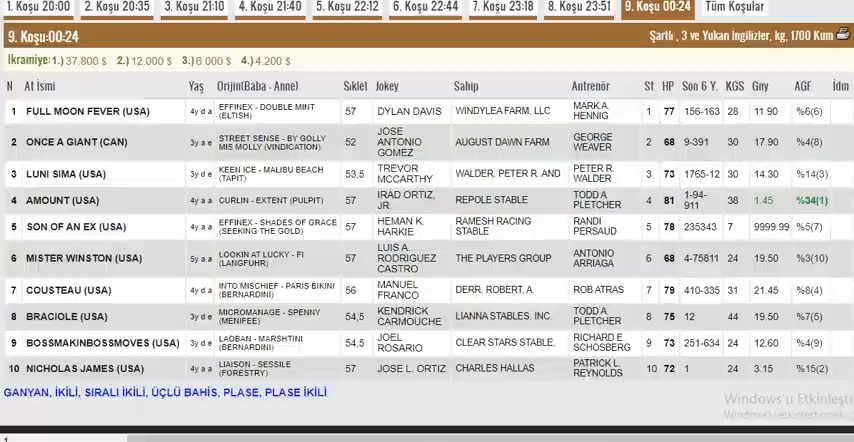 1. Koşu 20:00 2. Koşu 20:35 3. Koşu 21:10 4. Koşu 21:40 5. Koşu 22:12 6. Koşu 22:44 7. Koşu 23:18 8. Koşu 23:51 9. Koşu 00:24 Tüm Koşular
9. Koşu:00:24 Şartlı , 3 ve Yukarı İngilizler, kg, 1700 Kum
İkramiye:1.) 37.800 $ 2.) 12.000 $ 3.) 6.000 $ 4.) 4.200 $
N At İsmi Yaş Orijin(Baba - Anne) Sıklet Jokey Sahip Antrenör St HP Son 6 Y. KGS Gny AGF İdm
1 FULL MOON FEVER (USA) 4y d a EFFINEX - DOUBLE MINT (ELTISH) 57 DYLAN DAVIS WINDYLEA FARM, LLC MARK A. HENNIG 1 77 156-163 28 11.90 %6(6)
2 ONCE A GIANT (CAN) 3y a e STREET SENSE - BY GOLLY MIS MOLLY (VINDICATION) 52 JOSE ANTONIO GOMEZ AUGUST DAWN FARM GEORGE WEAVER 2 68 9-391 30 17.90 %4(8)
3 LUNI SIMA (USA) 3y d e KEEN ICE - MALIBU BEACH (TAPIT) 53,5 TREVOR MCCARTHY WALDER, PETER R. AND PETER R. WALDER 3 73 1765-12 30 14.30 %14(3)
4 AMOUNT (USA) 4y a a CURLIN - EXTENT (PULPIT) 57 IRAD ORTIZ, JR. REPOLE STABLE TODD A PLETCHER 4 81 1-94-911 38 1.45 %34(1)
5 SON OF AN EX (USA) 4y a a EFFINEX - SHADES OF GRACE (SEEKING THE GOLD) 57 HEMAN K. HARKIE RAMESH RACING STABLE RANDI PERSAUD 5 78 235343 7 9999.99 %5(7)
6 MISTER WINSTON (USA) 5y a a LOOKIN AT LUCKY - FI (LANGFUHR) 57 LUIS A. RODRIGUEZ CASTRO THE PLAYERS GROUP ANTONIO ARRIAGA 6 68 4-75811 24 19.50 %3(10)
7 COUSTEAU (USA) 4y d a INTO MISCHIEF - PARIS BIKINI (BERNARDINI) 56 MANUEL FRANCO DERR, ROBERT, A. ROB ATRAS 7 79 410-335 31 21.45 %8(4)
8 BRACIOLE (USA) 3y d e MICROMANAGE - SPENNY (MENIFEE) 54,5 KENDRICK CARMOUCHE LIANNA STABLES, INC. TODD A PLETCHER 8 75 12 44 19.50 %7(5)
9 BOSSMAKINBOSSMOVES (USA) 3y d e LAOBAN - MARSHTINI (BERNARDINI) 54,5 JOEL ROSARIO CLEAR STARS STABLE, RICHARD E. SCHOSBERG 9 73 251-634 24 12.60 %4(9)
10 NICHOLAS JAMES (USA) 4y a a LIAISON - SESSILE (FORESTRY) 57 JOSE L. ORTIZ CHARLES HALLAS PATRICK L. REYNOLDS 10 72 1 24 3.15 %15(2)
GANYAN, İKİLİ, SIRALI İKİLİ, ÜÇLÜ BAHİS, PLASE, PLASE İKİLİ
Windows'u Etkinleşti
Windows'u etkinleştirmek